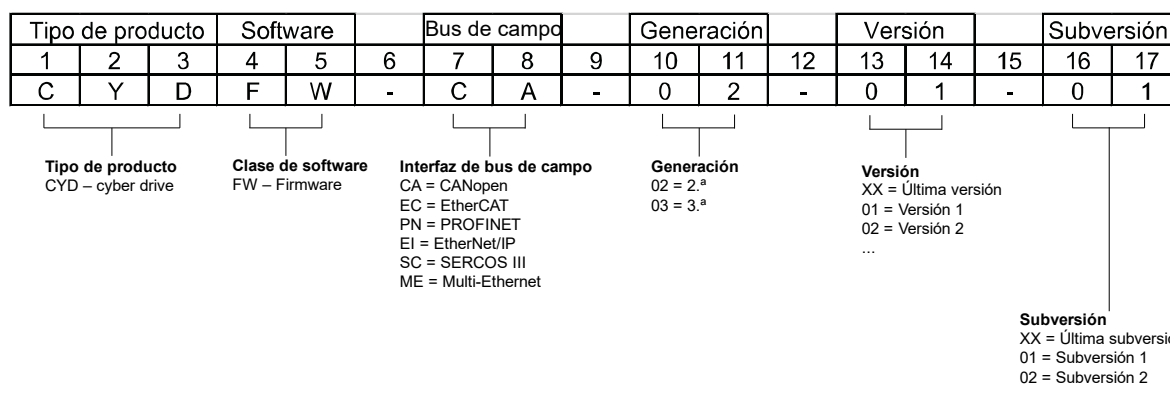 Tipo de producto Software Bus de campo Generación Versión Subversión
1 2 3 4 5 6 7 8 9 10 11 12 13 14 15 16 17
C Y D F W - C A - 0 2 - 0 1 - 0 1
Tipo de producto
CYD – cyber drive
Clase de software
FW – Firmware
Interfaz de bus de campo
CA = CANopen
EC = EtherCAT
PN = PROFINET
EI = EtherNet/IP
SC = SERCOS III
ME = Multi-Ethernet
Generación
02 = 2.ª
03 = 3.ª
Versión
XX = Última versión
01 = Versión 1
02 = Versión 2
...
Subversión
XX = Última
01 = Subversión 1
02 = Subversión 2